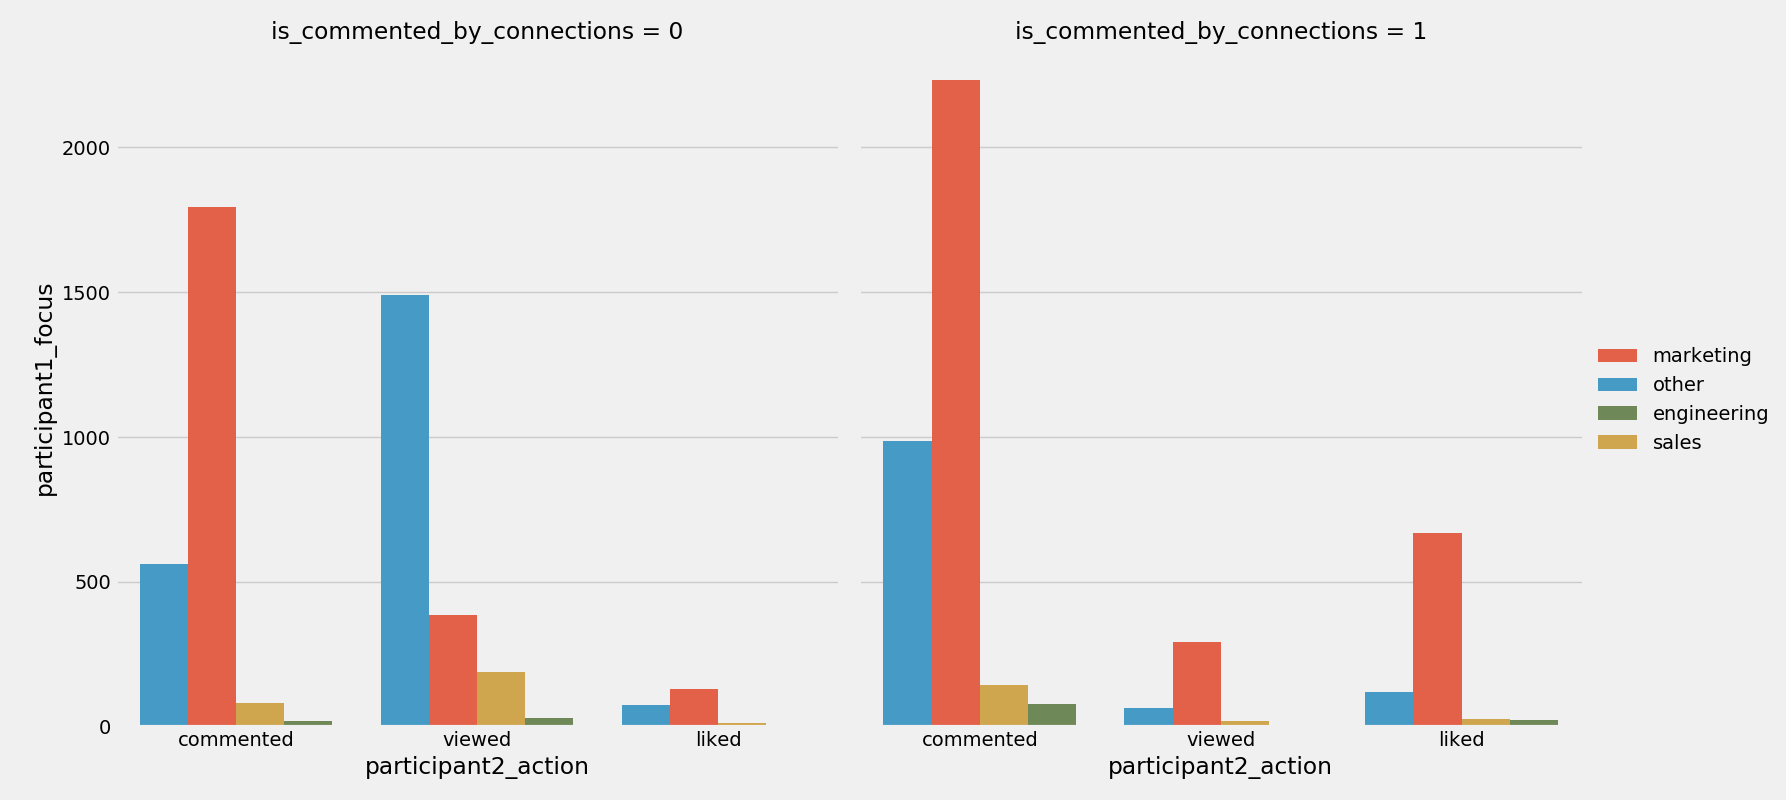 is_commented_by_connections = 0
is_commented_by_connections = 1
participant1_focus
2000
1500
1000
500
0
commented viewed liked
commented viewed liked
participant2_action
participant2_action
marketing
other
engineering
sales